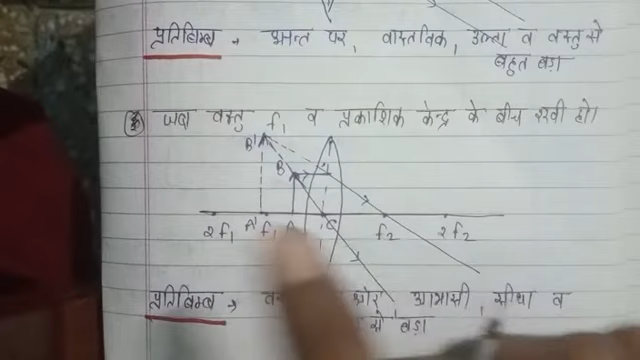 प्रतिबिम्ब → अनन्त पर, वास्तविक, उल्टा व वस्तु से
बहुत बड़ा
जब वस्तु f₁ व प्रकाशिक केन्द्र के बीच रखी हो।
B'
B
2f₁ A' f₁ C f₂ 2f₂
प्रतिबिम्ब → ओर, आभासी, सीधा व
से बड़ा